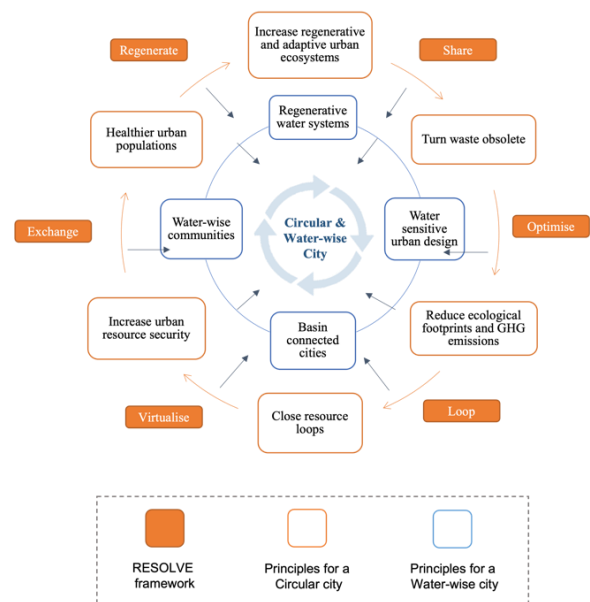 Increase regenerative
and adaptive urban
ecosystems
Regenerate
Share
Regenerative
water systems
Healthier urban
populations
Turn waste obsolete
Water-wise
communities
Circular &
Water-wise
City
Water
sensitive
urban design
Exchange
Optimise
Increase urban
resource security
Basin
connected
cities
Reduce ecological
footprints and GHG
emissions
Virtualise
Close resource
loops
Loop
RESOLVE
framework
Principles for a
Circular city
Principles for a
Water-wise city